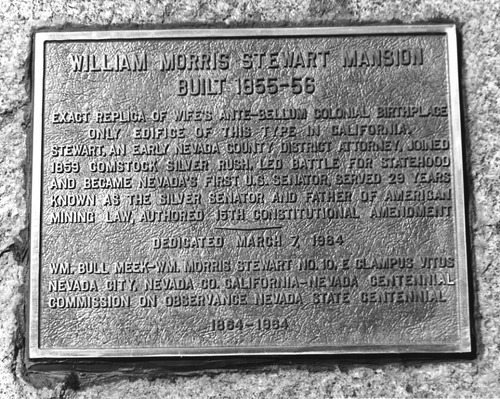 WILLIAM MORRIS STEWART MANSION
BUILT 1855-56
EXACT REPLICA OF WIFE'S ANTE-BELLUM COLONIAL BIRTHPLACE
ONLY EDIFICE OF THIS TYPE IN CALIFORNIA.
STEWART, AN EARLY NEVADA COUNTY DISTRICT ATTORNEY, JOINED
1859 COMSTOCK SILVER RUSH, LED BATTLE FOR STATEHOOD
AND BECAME NEVADA'S FIRST U.S. SENATOR, SERVED 29 YEARS
KNOWN AS THE SILVER SENATOR AND FATHER OF AMERICAN
MINING LAW, AUTHORED 15TH CONSTITUTIONAL AMENDMENT
DEDICATED MARCH 7, 1964
WM. BULL MEEK-WM. MORRIS STEWART NO. 10, E CLAMPUS VITUS
NEVADA CITY, NEVADA CO. CALIFORNIA-NEVADA CENTENNIAL
COMMISSION ON OBSERVANCE NEVADA STATE CENTENNIAL
1864-1964